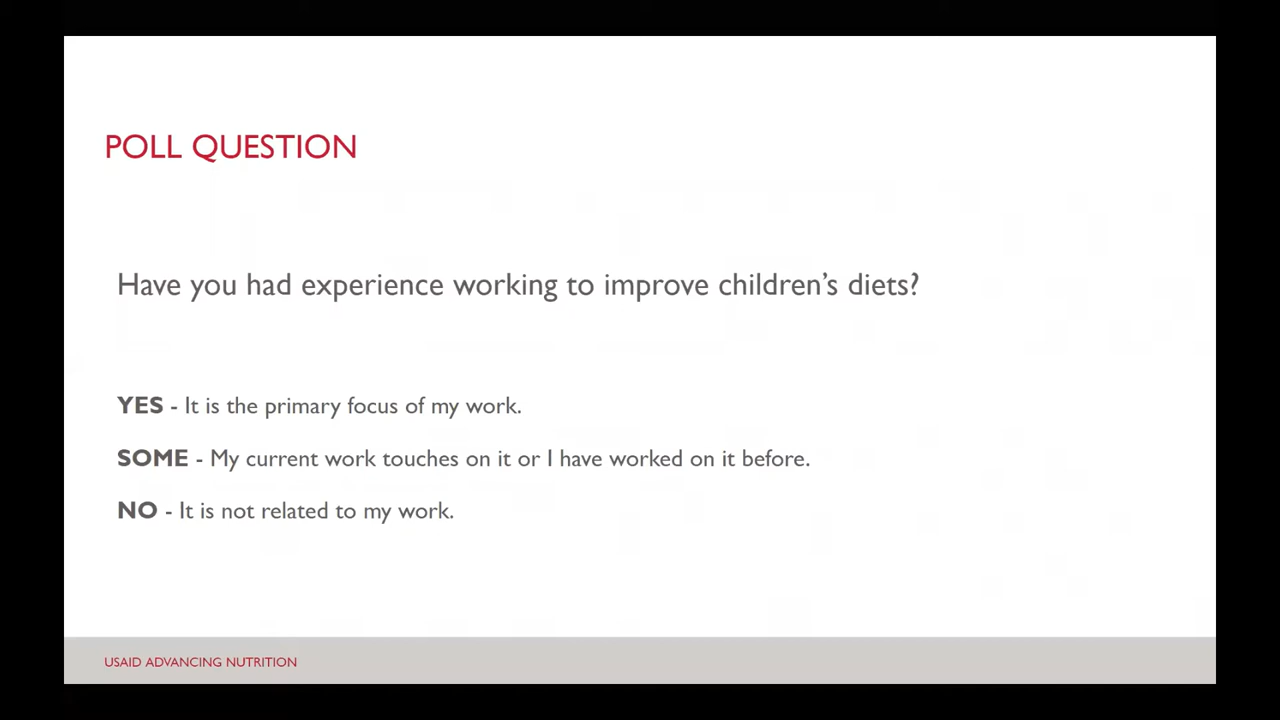 POLL QUESTION
Have you had experience working to improve children’s diets?
YES - It is the primary focus of my work.
SOME - My current work touches on it or I have worked on it before.
NO - It is not related to my work.
USAID ADVANCING NUTRITION